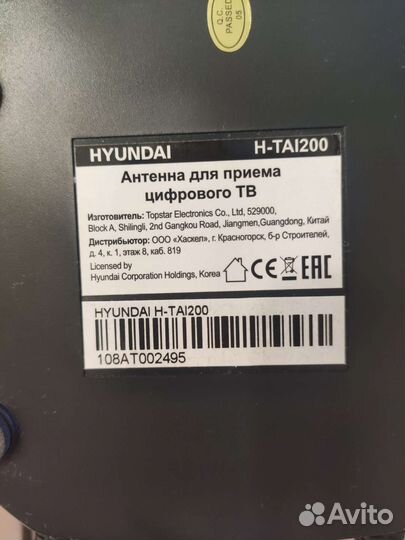 Q.C.
PASSED
05
HYUNDAI H-TAI200
Антенна для приема
цифрового ТВ
Изготовитель: Topstar Electronics Co., Ltd, 529000,
Block A, Shilingli, 2nd Gangkou Road, Jiangmen,Guangdong, Китай
Дистрибьютор: ООО «Хаскел», г. Красногорск, б-р Строителей,
д. 4, к. 1, этаж 8, каб. 819
Licensed by
Hyundai Corporation Holdings, Korea
CE EAC
HYUNDAI H-TAI200
108AT002495
Avito